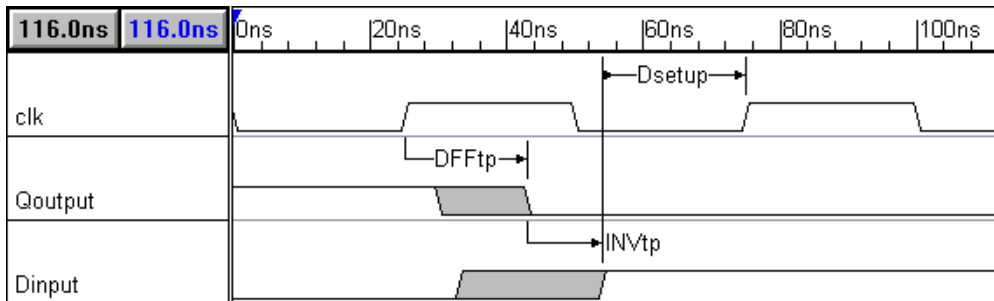 116.0ns 116.0ns 0ns 20ns 40ns 60ns 80ns 100ns
Dsetup
clk
DFFtp
Qoutput
INVtp
Dinput